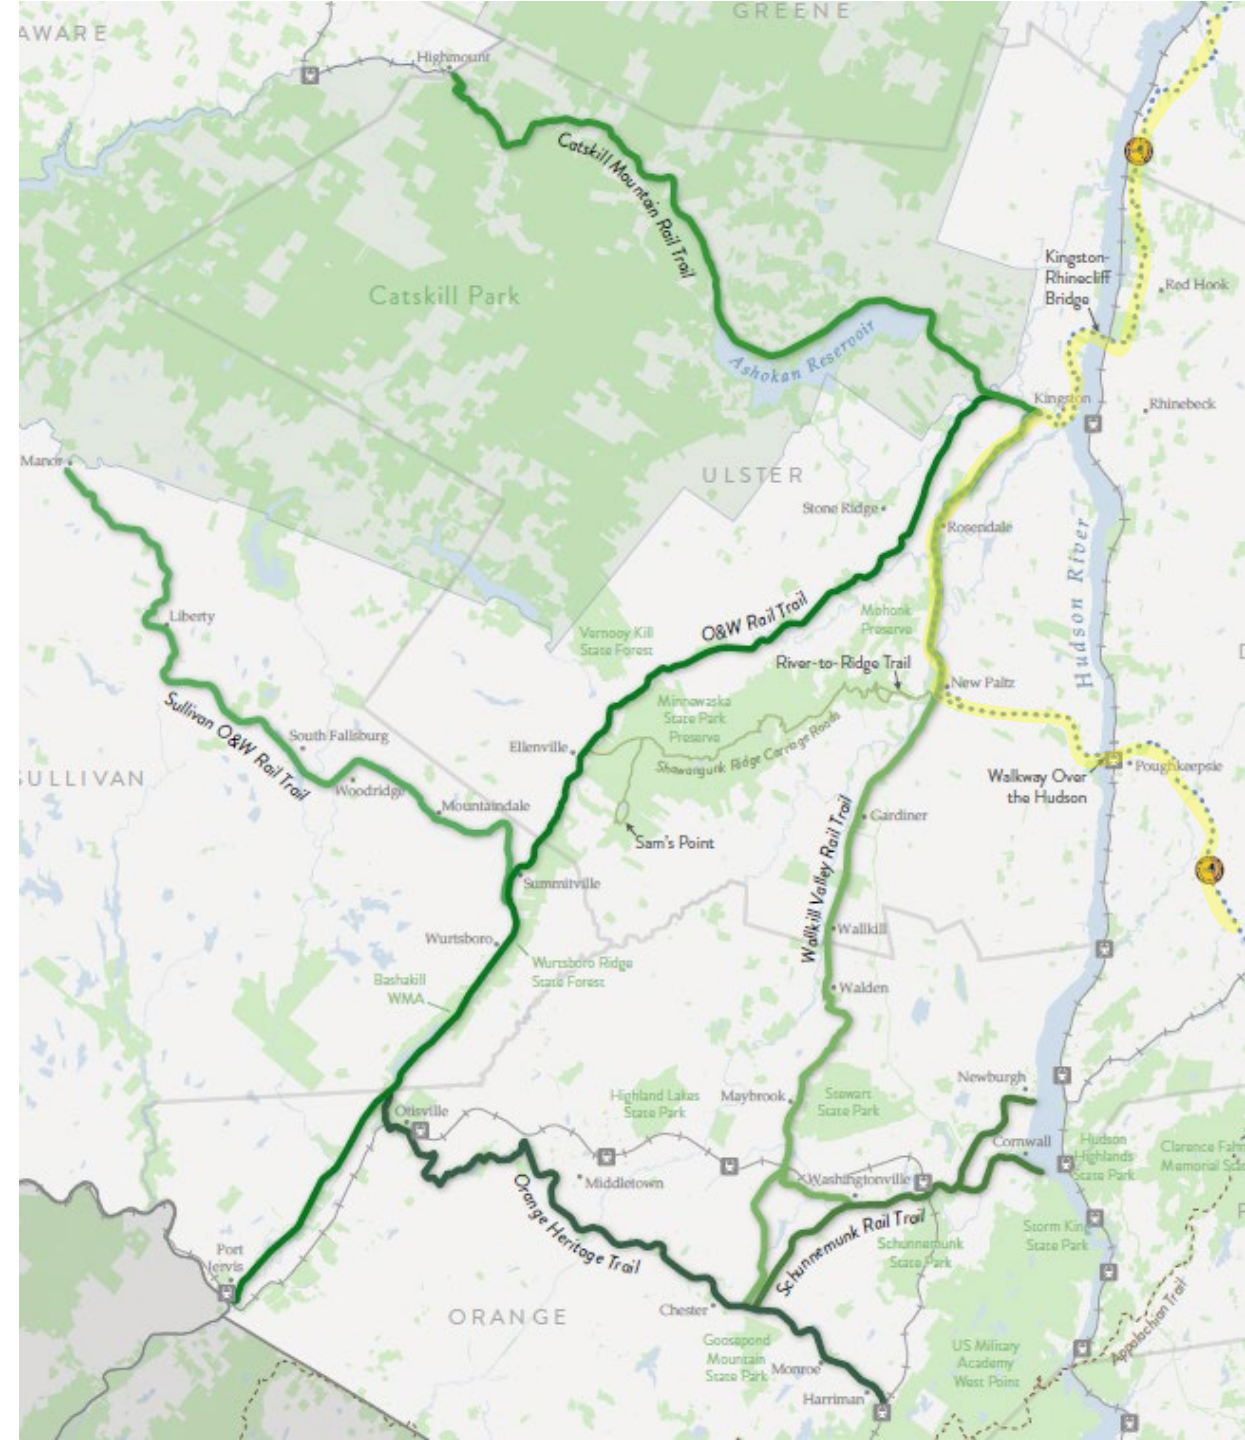 GREENE
AWARE
Highmount
Catskill Mountain Rail Trail
Kingston-
Rhinecliff
Bridge
Red Hook
Catskill Park
Ashokan Reservoir
Kingston
Rhinebeck
Manor
ULSTER
Stone Ridge
Rosendale
Hudson River
Liberty
O&W Rail Trail
Mohonk
Preserve
Vernooy Kill
State Forest
River-to-Ridge Trail
New Paltz
Minnewaska
State Park
Preserve
Sullivan O&W Rail Trail
South Fallsburg
Ellenville
Shawangunk Ridge Carriage Roads
SULLIVAN
Woodridge
Walkway Over
the Hudson
Poughkeepsie
Mountaindale
Wallkill Valley Rail Trail
Gardiner
Sam's Point
Summitville
Wurtsboro
Wallkill
Wurtsboro Ridge
State Forest
Bashakill
WMA
Walden
Newburgh
Highland Lakes
State Park
Maybrook
Stewart
State Park
Otisville
Cornwall
Hudson
Highlands
State Park
Clarence Fahn
Memorial Sta
Middletown
Washingtonville
Orange Heritage Trail
Schunnemunk Rail Trail
Storm King
State Park
Schunnemunk
State Park
Port
Jervis
ORANGE
Chester
Goosepond
Mountain
State Park
Monroe
US Military
Academy
West Point
Appalachian Trail
Harriman